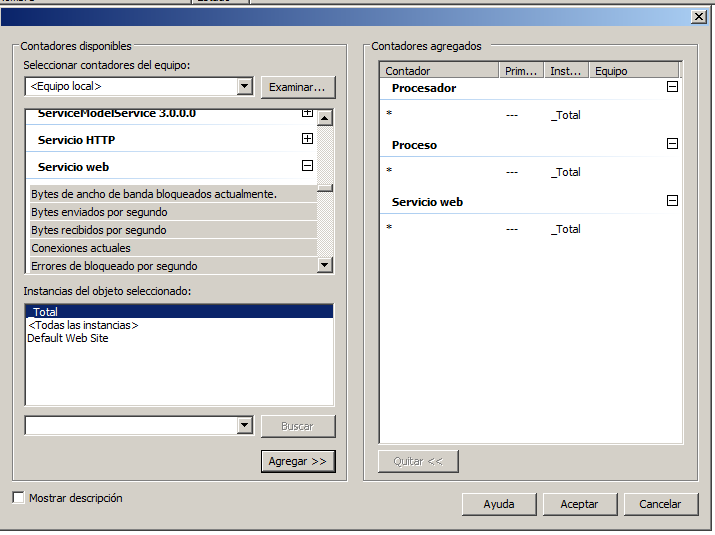 Contadores disponibles
Seleccionar contadores del equipo:
<Equipo local>
Examinar...
ServiceModelService 3.0.0.0
Servicio HTTP
Servicio web
Bytes de ancho de banda bloqueados actualmente.
Bytes enviados por segundo
Bytes recibidos por segundo
Conexiones actuales
Errores de bloqueado por segundo
Instancias del objeto seleccionado:
_Total
<Todas las instancias>
Default Web Site
Buscar
Agregar >>
Mostrar descripción
Contadores agregados
Contador Prim... Inst... Equipo
Procesador
* --- _Total
Proceso
* --- _Total
Servicio web
* --- _Total
Quitar <<
Ayuda Aceptar Cancelar